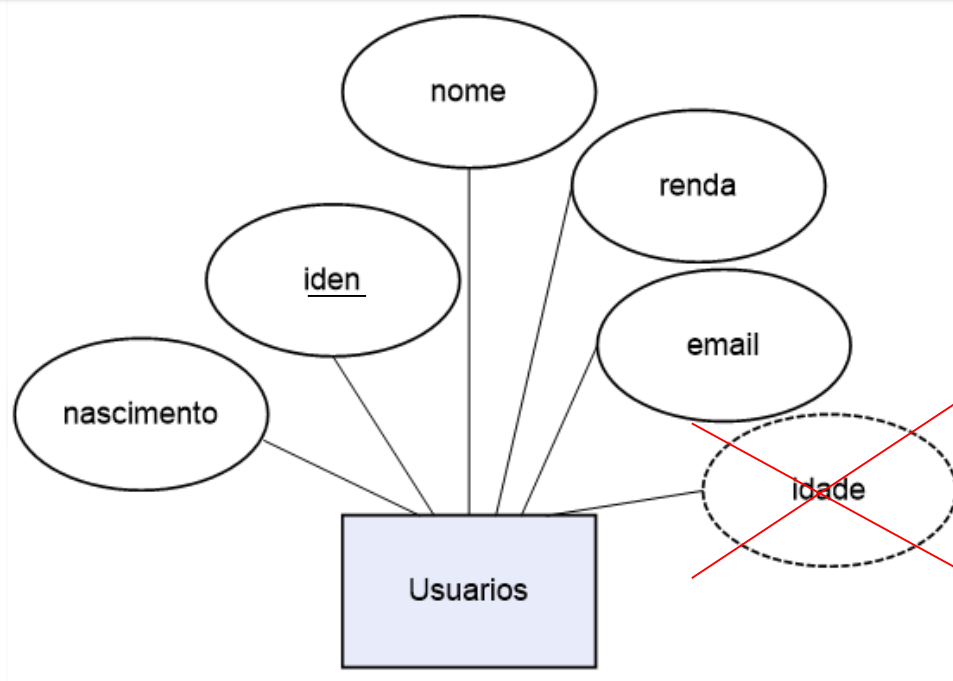 nome
renda
iden
email
nascimento
idade
Usuarios